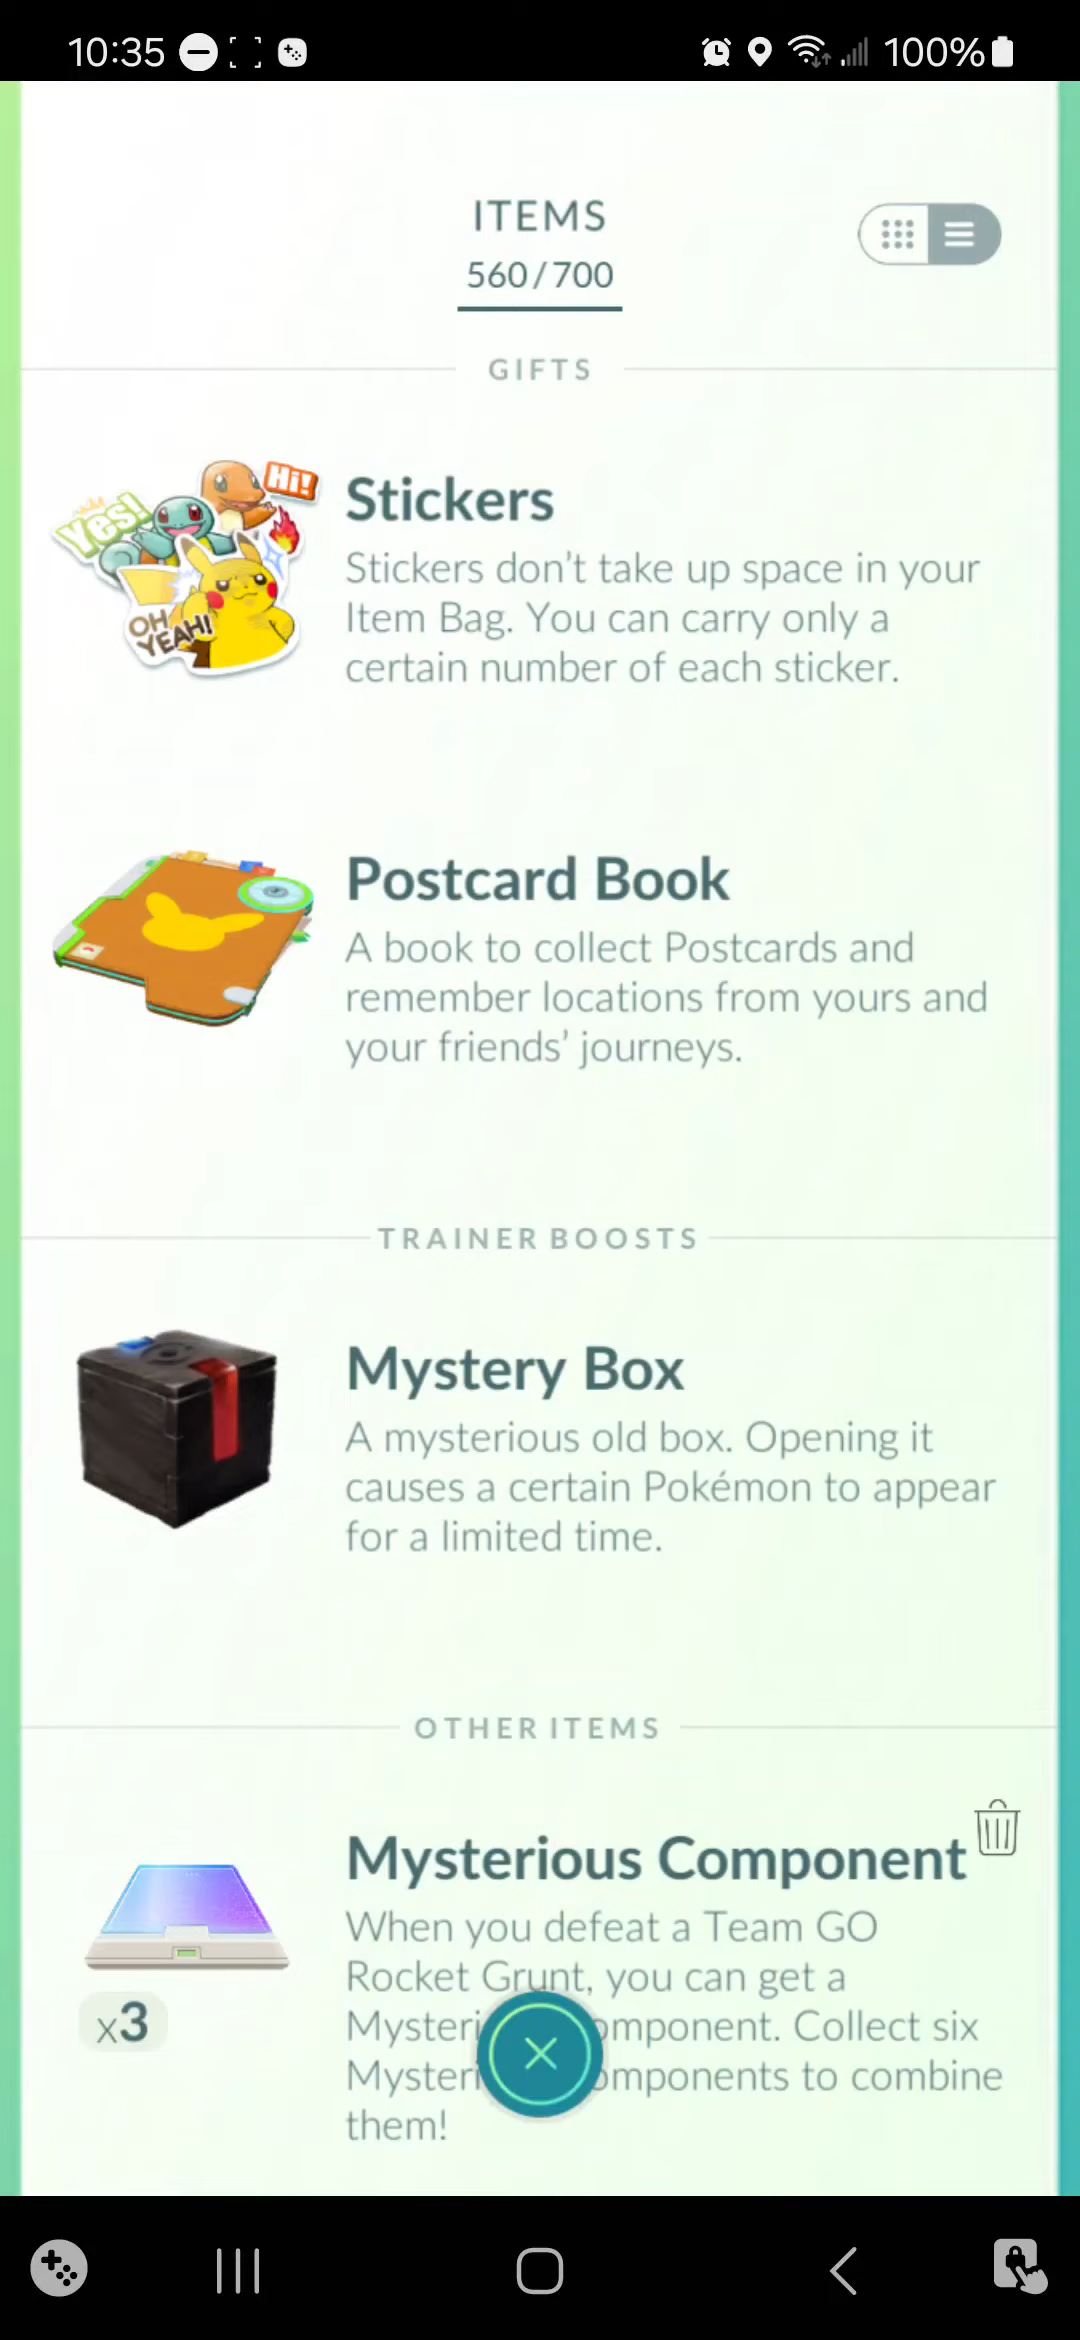 10:35
100%
ITEMS
560/700
GIFTS
Yes!
Hi!
OH
YEAH!
Stickers
Stickers don’t take up space in your
Item Bag. You can carry only a
certain number of each sticker.
Postcard Book
A book to collect Postcards and
remember locations from yours and
your friends’ journeys.
TRAINER BOOSTS
Mystery Box
A mysterious old box. Opening it
causes a certain Pokémon to appear
for a limited time.
OTHER ITEMS
Mysterious Component
When you defeat a Team GO
Rocket Grunt, you can get a
Mysteri omponent. Collect six
Mysteri omponents to combine
them!
x3